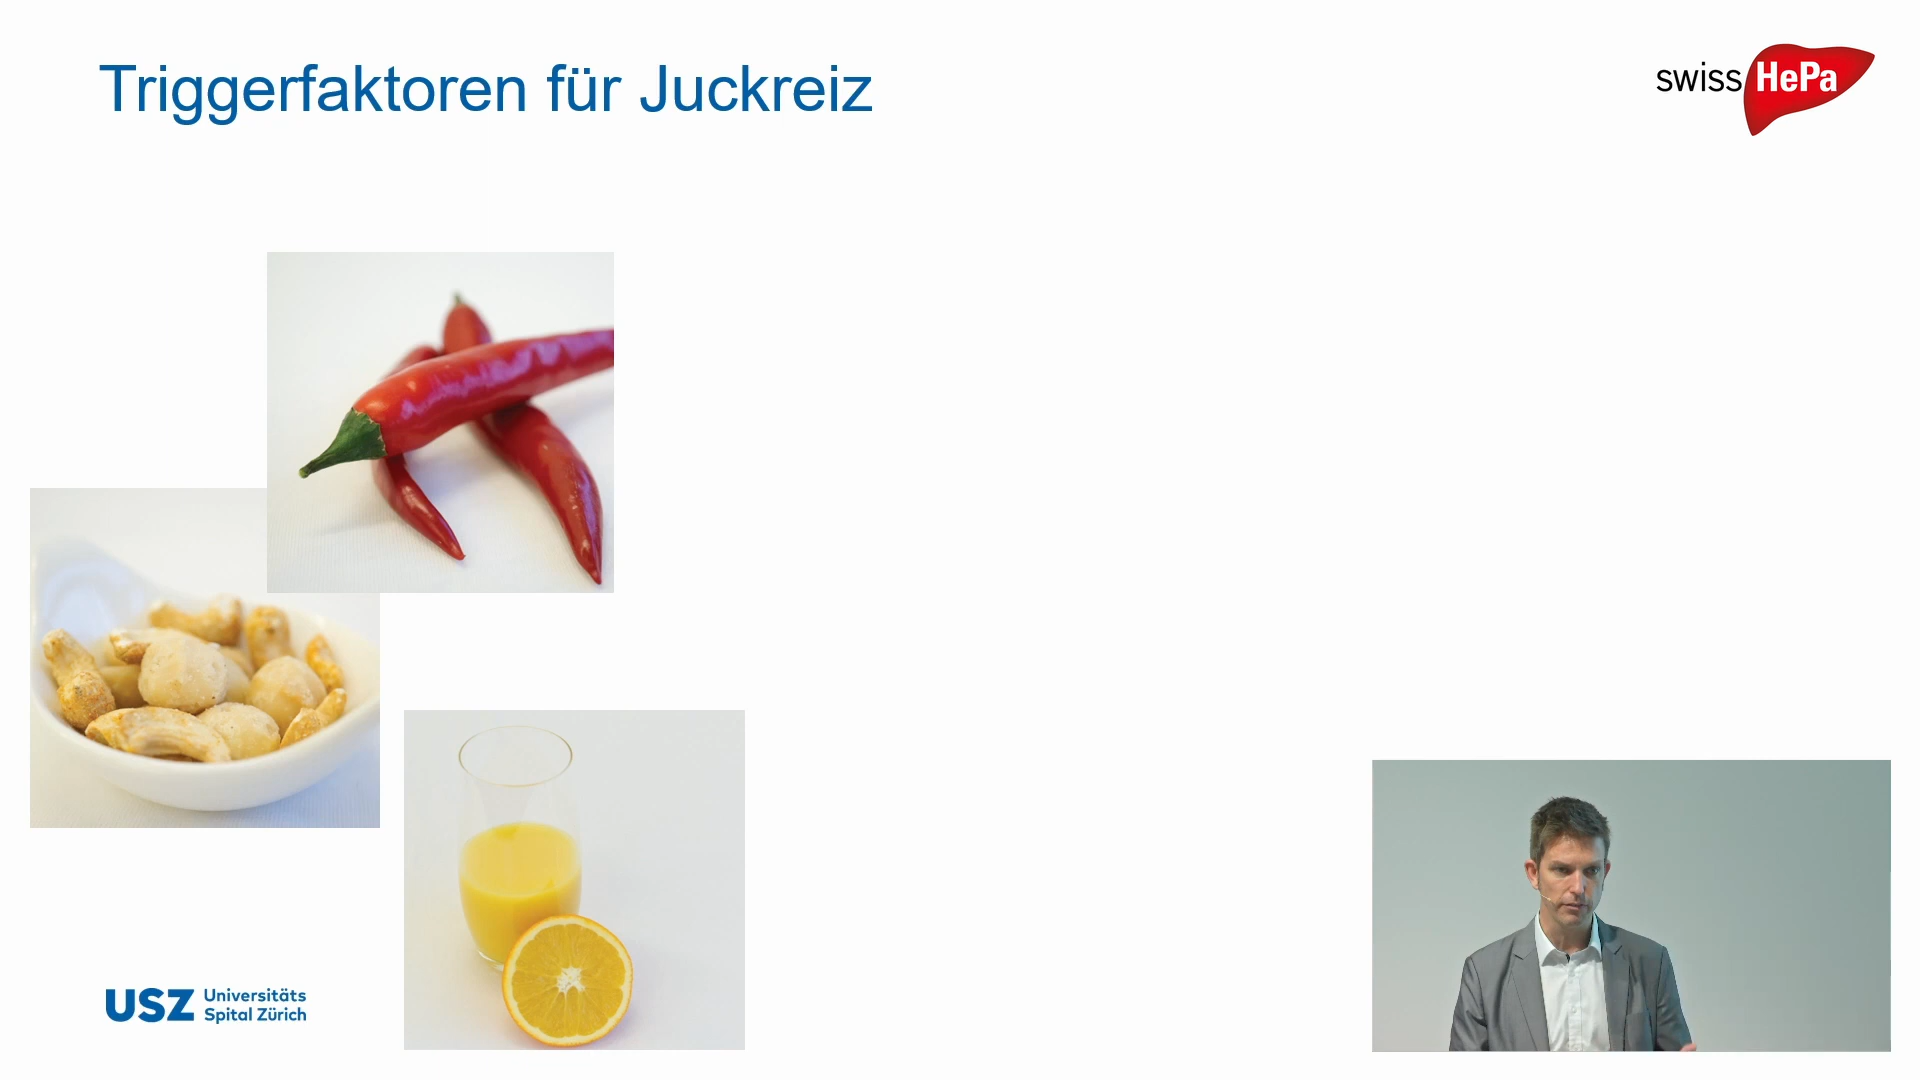 Triggerfaktoren für Juckreiz
swiss HePa
USZ Universitäts
Spital Zürich